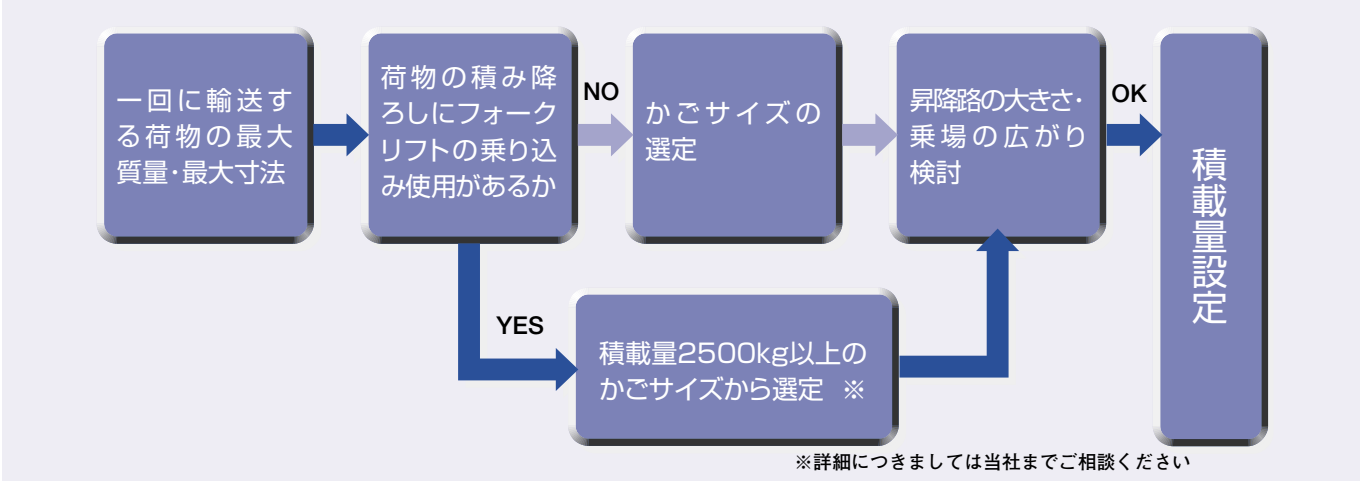 一回に輸送す
る荷物の最大
質量・最大寸法
荷物の積み降
ろしにフォーク
リフトの乗り込
み使用があるか
NO
かごサイズの
選定
昇降路の大きさ・
乗場の広がり
検討
OK
積載量設定
YES
積載量2500kg以上の
かごサイズから選定 ※
※詳細につきましては当社までご相談ください